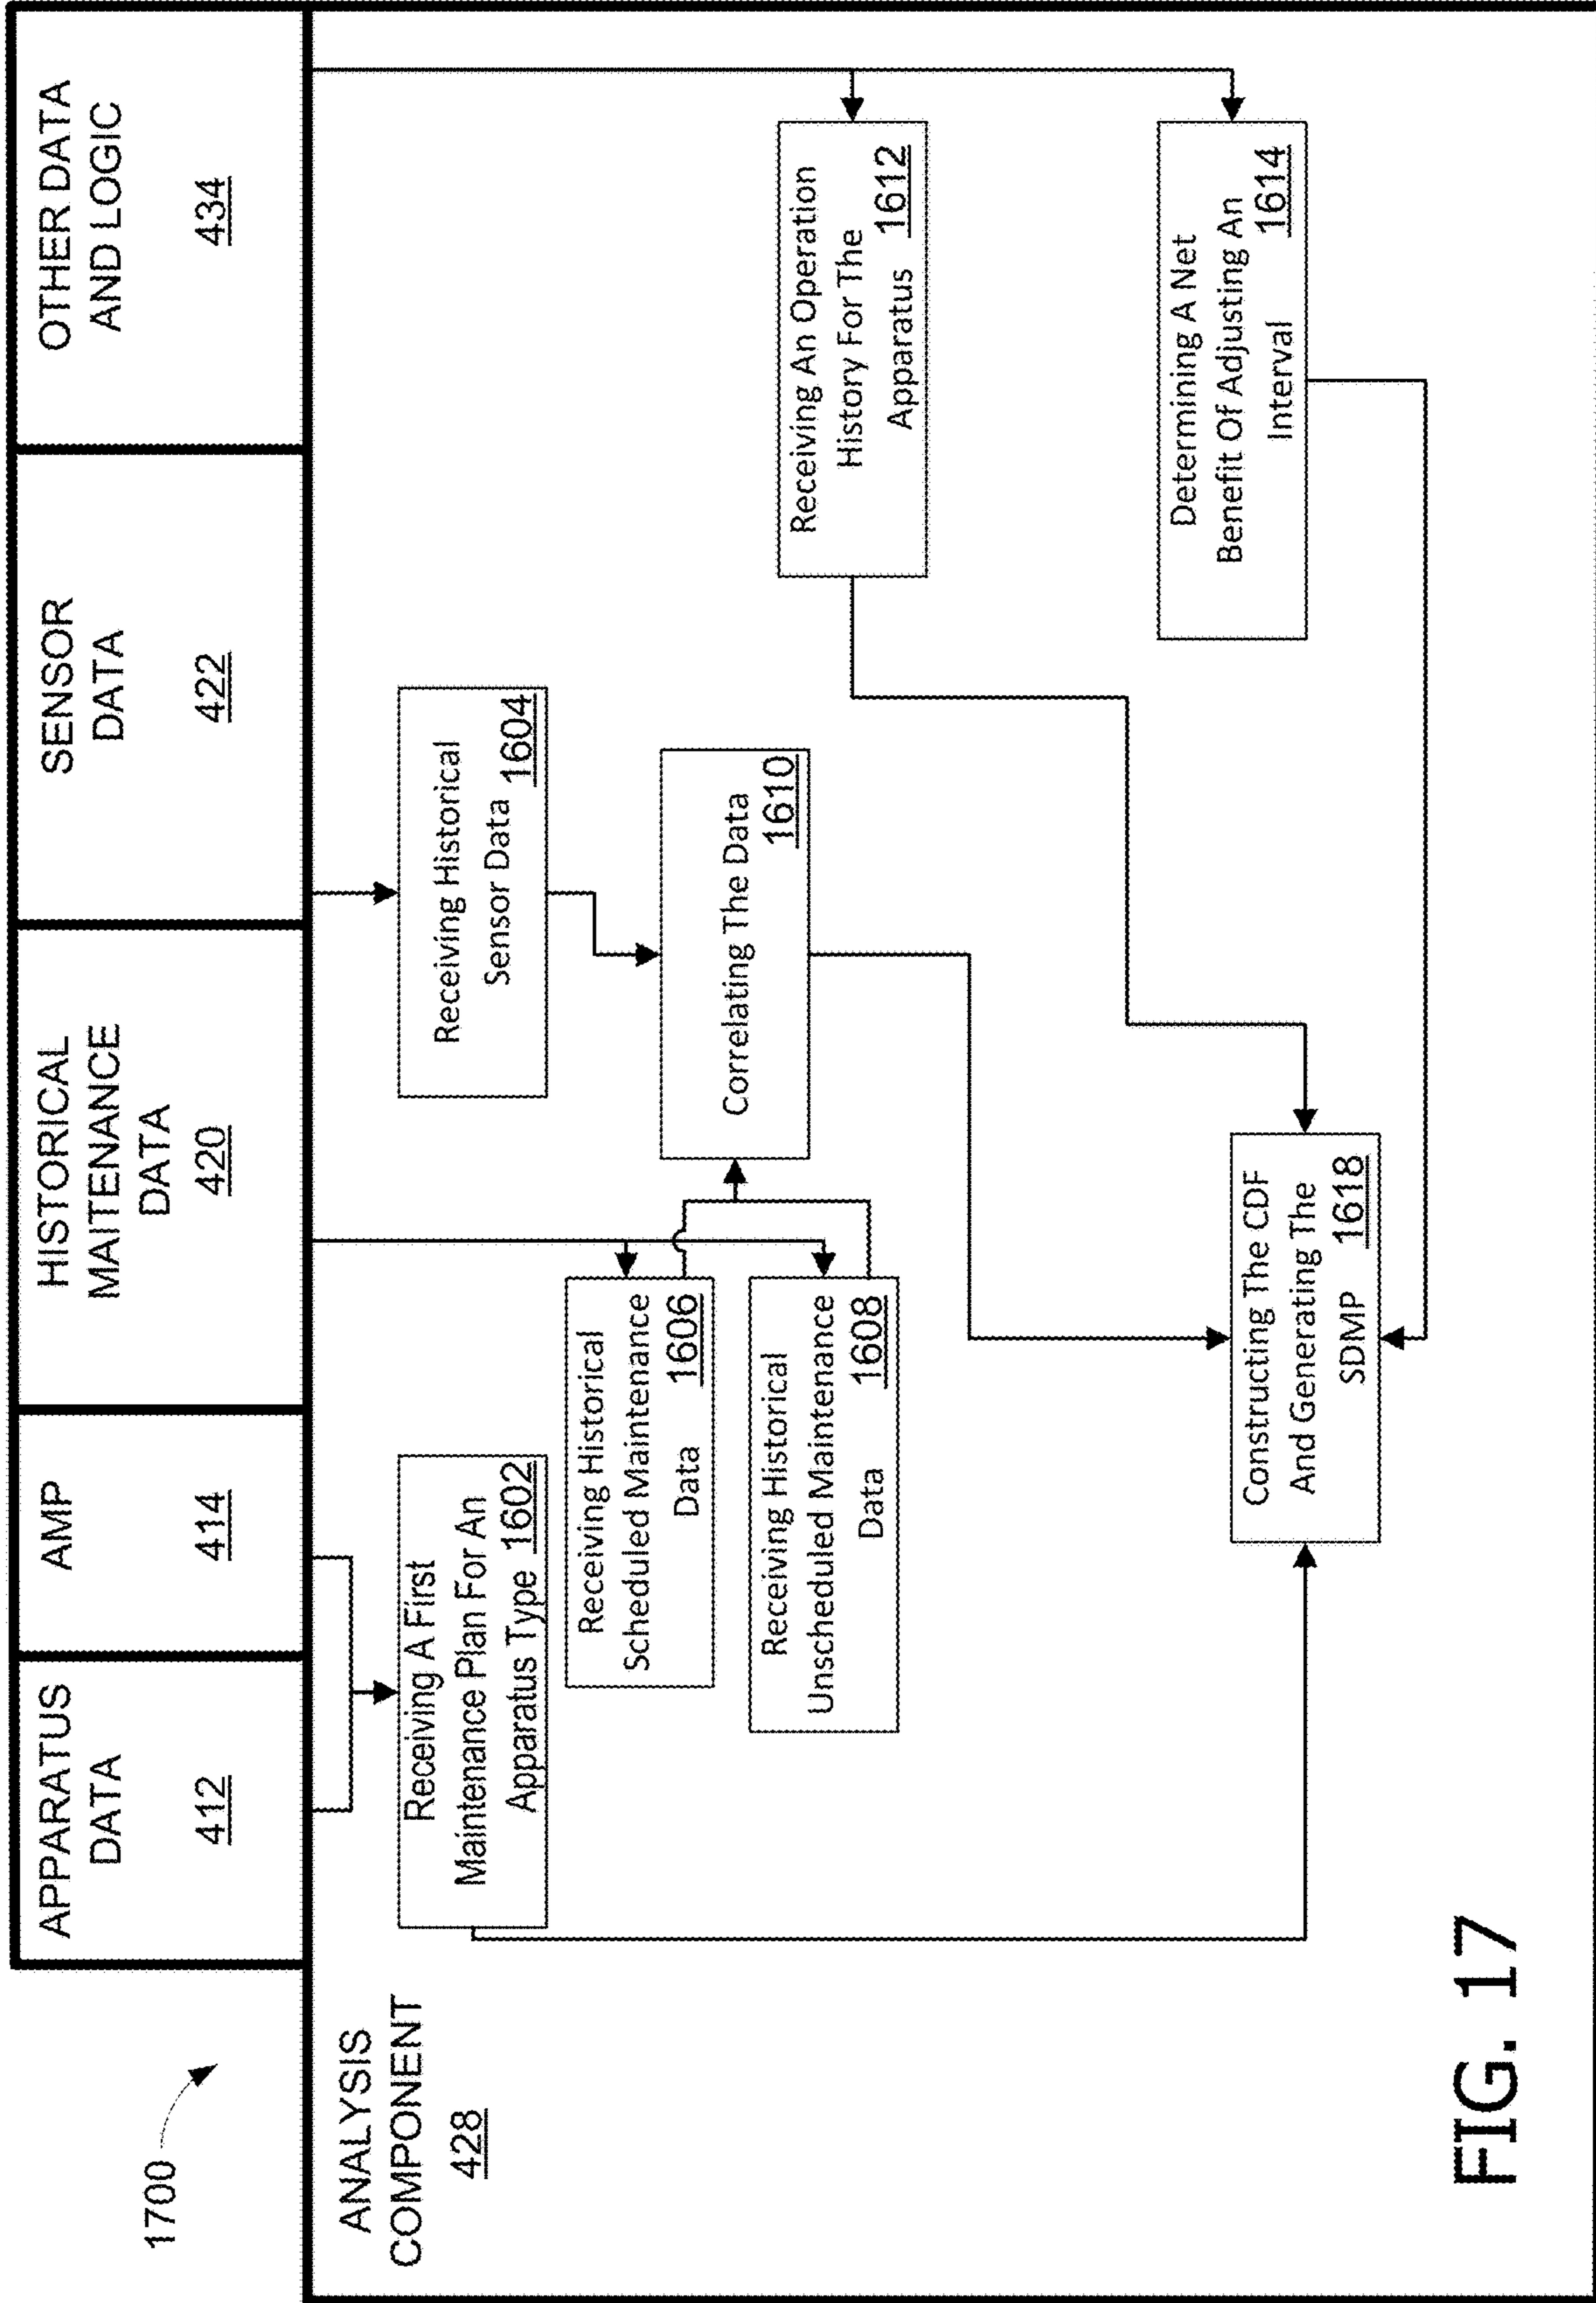 1700
APPARATUS
DATA
412
AMP
414
HISTORICAL
MAITENANCE
DATA
420
SENSOR
DATA
422
OTHER DATA
AND LOGIC
434
ANALYSIS
COMPONENT
428
Receiving A First
Maintenance Plan For An
Apparatus Type 1602
Receiving Historical
Sensor Data 1604
Receiving Historical
Scheduled Maintenance
Data 1606
Receiving Historical
Unscheduled Maintenance
Data 1608
Correlating The Data
1610
Receiving An Operation
History For The
Apparatus 1612
Determining A Net
Benefit Of Adjusting An
Interval 1614
Constructing The CDF
And Generating The
SDMP 1618
FIG. 17